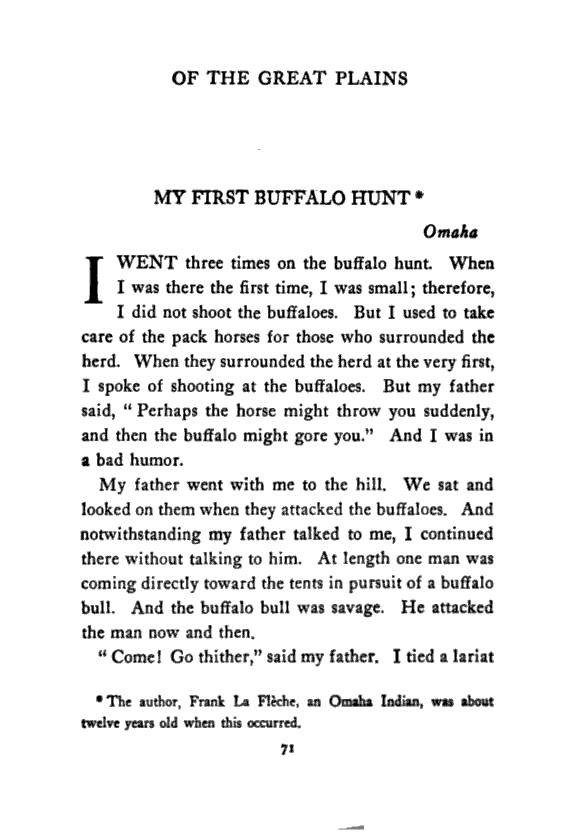 OF THE GREAT PLAINS
MY FIRST BUFFALO HUNT *
Omaha
I WENT three times on the buffalo hunt. When
I was there the first time, I was small; therefore,
I did not shoot the buffaloes. But I used to take
care of the pack horses for those who surrounded the
herd. When they surrounded the herd at the very first,
I spoke of shooting at the buffaloes. But my father
said, “ Perhaps the horse might throw you suddenly,
and then the buffalo might gore you.” And I was in
a bad humor.
My father went with me to the hill. We sat and
looked on them when they attacked the buffaloes. And
notwithstanding my father talked to me, I continued
there without talking to him. At length one man was
coming directly toward the tents in pursuit of a buffalo
bull. And the buffalo bull was savage. He attacked
the man now and then.
“ Come! Go thither,” said my father. I tied a lariat
* The author, Frank La Flèche, an Omaha Indian, was about
twelve years old when this occurred.
71